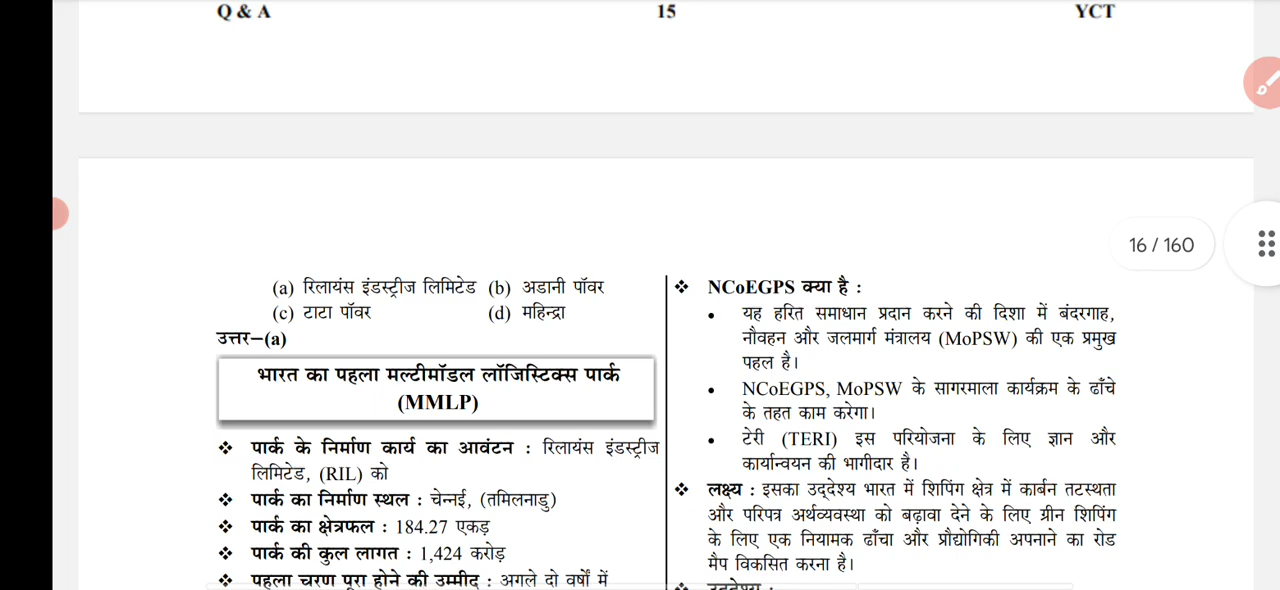 Q & A 15 YCT
16 / 160
(a) रिलायंस इंडस्ट्रीज लिमिटेड (b) अडानी पॉवर
(c) टाटा पॉवर (d) महिन्द्रा
उत्तर–(a)
भारत का पहला मल्टीमॉडल लॉजिस्टिक्स पार्क
(MMLP)
❖ पार्क के निर्माण कार्य का आवंटन : रिलायंस इंडस्ट्रीज
लिमिटेड, (RIL) को
❖ पार्क का निर्माण स्थल : चेन्नई, (तमिलनाडु)
❖ पार्क का क्षेत्रफल : 184.27 एकड़
❖ पार्क की कुल लागत : 1,424 करोड़
❖ पहला चरण पूरा होने की उम्मीद : अगले दो वर्षों में
❖ NCoEGPS क्या है :
• यह हरित समाधान प्रदान करने की दिशा में बंदरगाह,
नौवहन और जलमार्ग मंत्रालय (MoPSW) की एक प्रमुख
पहल है।
• NCoEGPS, MoPSW के सागरमाला कार्यक्रम के ढाँचे
के तहत काम करेगा।
• टेरी (TERI) इस परियोजना के लिए ज्ञान और
कार्यान्वयन की भागीदार है।
❖ लक्ष्य : इसका उद्देश्य भारत में शिपिंग क्षेत्र में कार्बन तटस्थता
और परिपत्र अर्थव्यवस्था को बढ़ावा देने के लिए ग्रीन शिपिंग
के लिए एक नियामक ढाँचा और प्रौद्योगिकी अपनाने का रोड
मैप विकसित करना है।